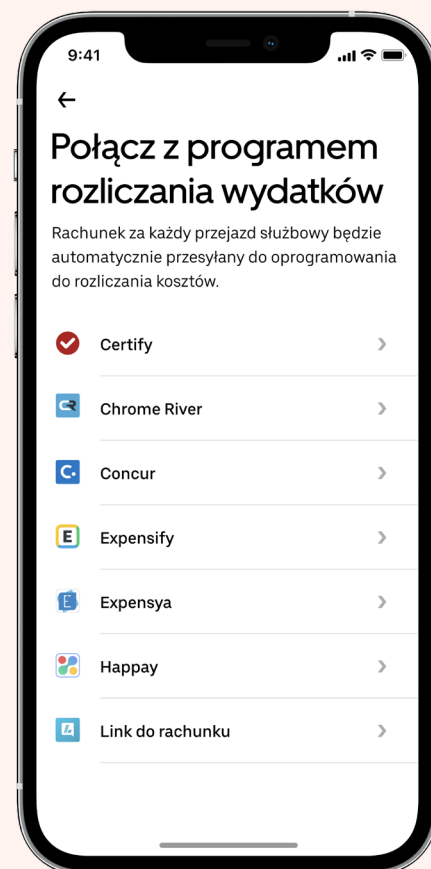 9:41
Połącz z programem
rozliczania wydatków
Rachunek za każdy przejazd służbowy będzie
automatycznie przesyłany do oprogramowania
do rozliczania kosztów.
Certify
CR Chrome River
C. Concur
E Expensify
E Expensya
Happay
Link do rachunku